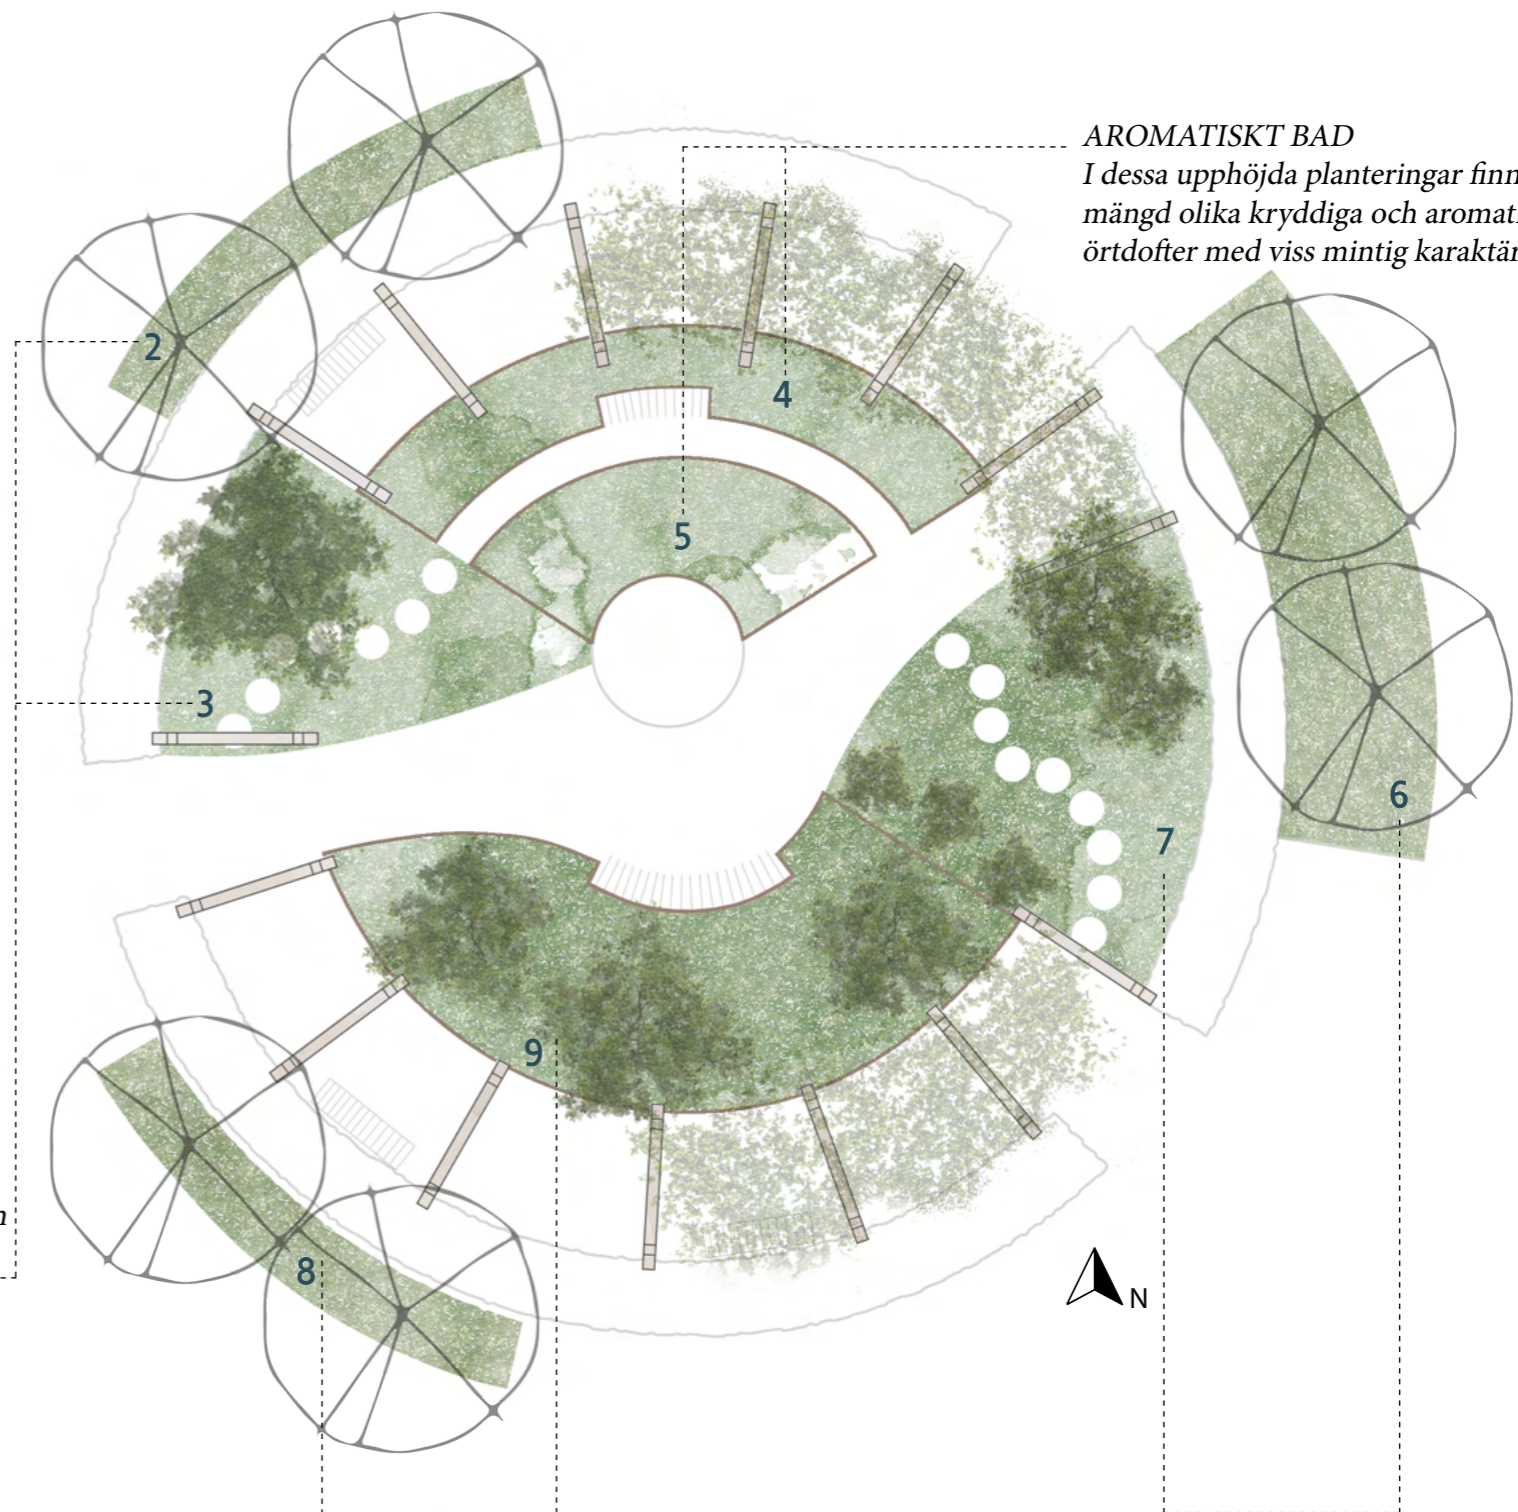 AROMATISKT BAD
I dessa upphöjda planteringar finn
mängd olika kryddiga och aromat
örtdofter med viss mintig karaktär
2
4
5
3
6
7
9
8
N